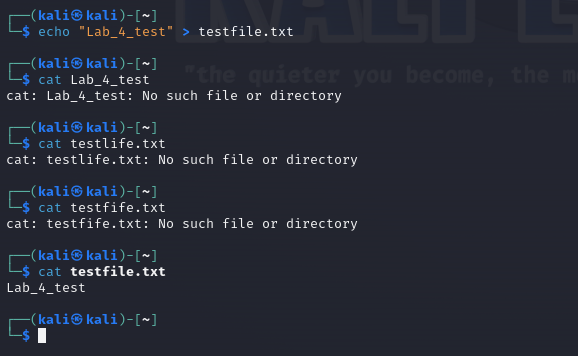 ┌──(kali㉿kali)-[~]
└─$ echo "Lab_4_test" > testfile.txt
"the quieter you become, the mo
┌──(kali㉿kali)-[~]
└─$ cat Lab_4_test
cat: Lab_4_test: No such file or directory
┌──(kali㉿kali)-[~]
└─$ cat testlife.txt
cat: testlife.txt: No such file or directory
┌──(kali㉿kali)-[~]
└─$ cat testfife.txt
cat: testfife.txt: No such file or directory
┌──(kali㉿kali)-[~]
└─$ cat testfile.txt
Lab_4_test
┌──(kali㉿kali)-[~]
└─$